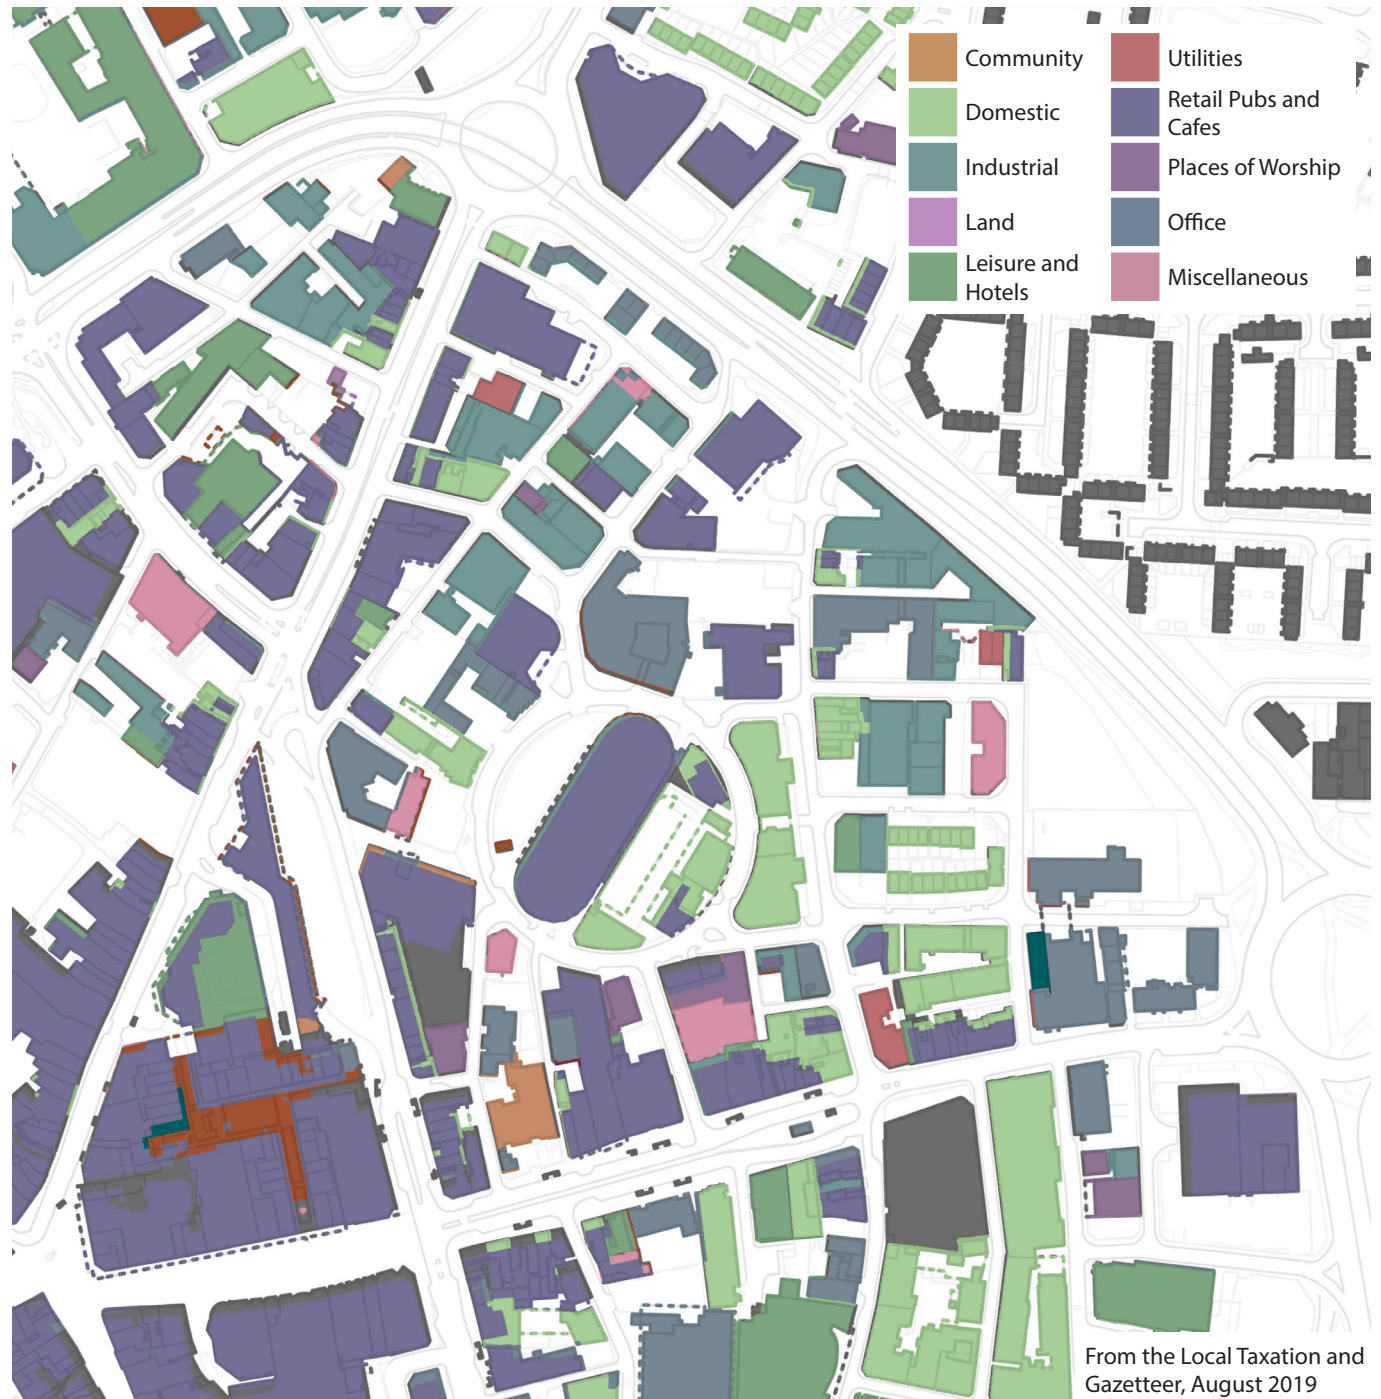 Community
Domestic
Industrial
Land
Leisure and
Hotels
Utilities
Retail Pubs and
Cafes
Places of Worship
Office
Miscellaneous
From the Local Taxation and
Gazetteer, August 2019